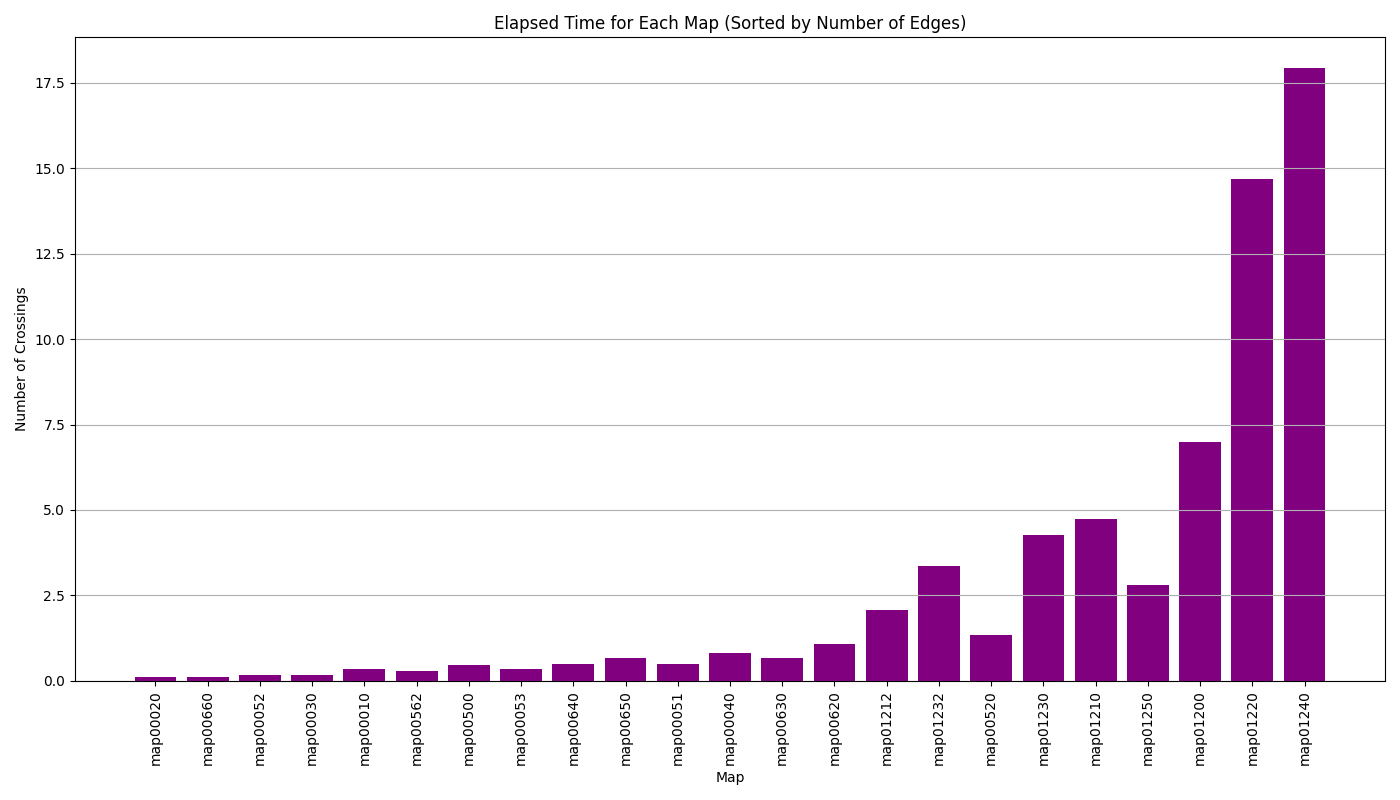 Elapsed Time for Each Map (Sorted by Number of Edges)
Number of Crossings
17.5
15.0
12.5
10.0
7.5
5.0
2.5
0.0
map00020
map00660
map00052
map00030
map00010
map00562
map00500
map00053
map00640
map00650
map00051
map00040
map00630
map00620
map01212
map01232
map00520
map01230
map01210
map01250
map01200
map01220
map01240
Map